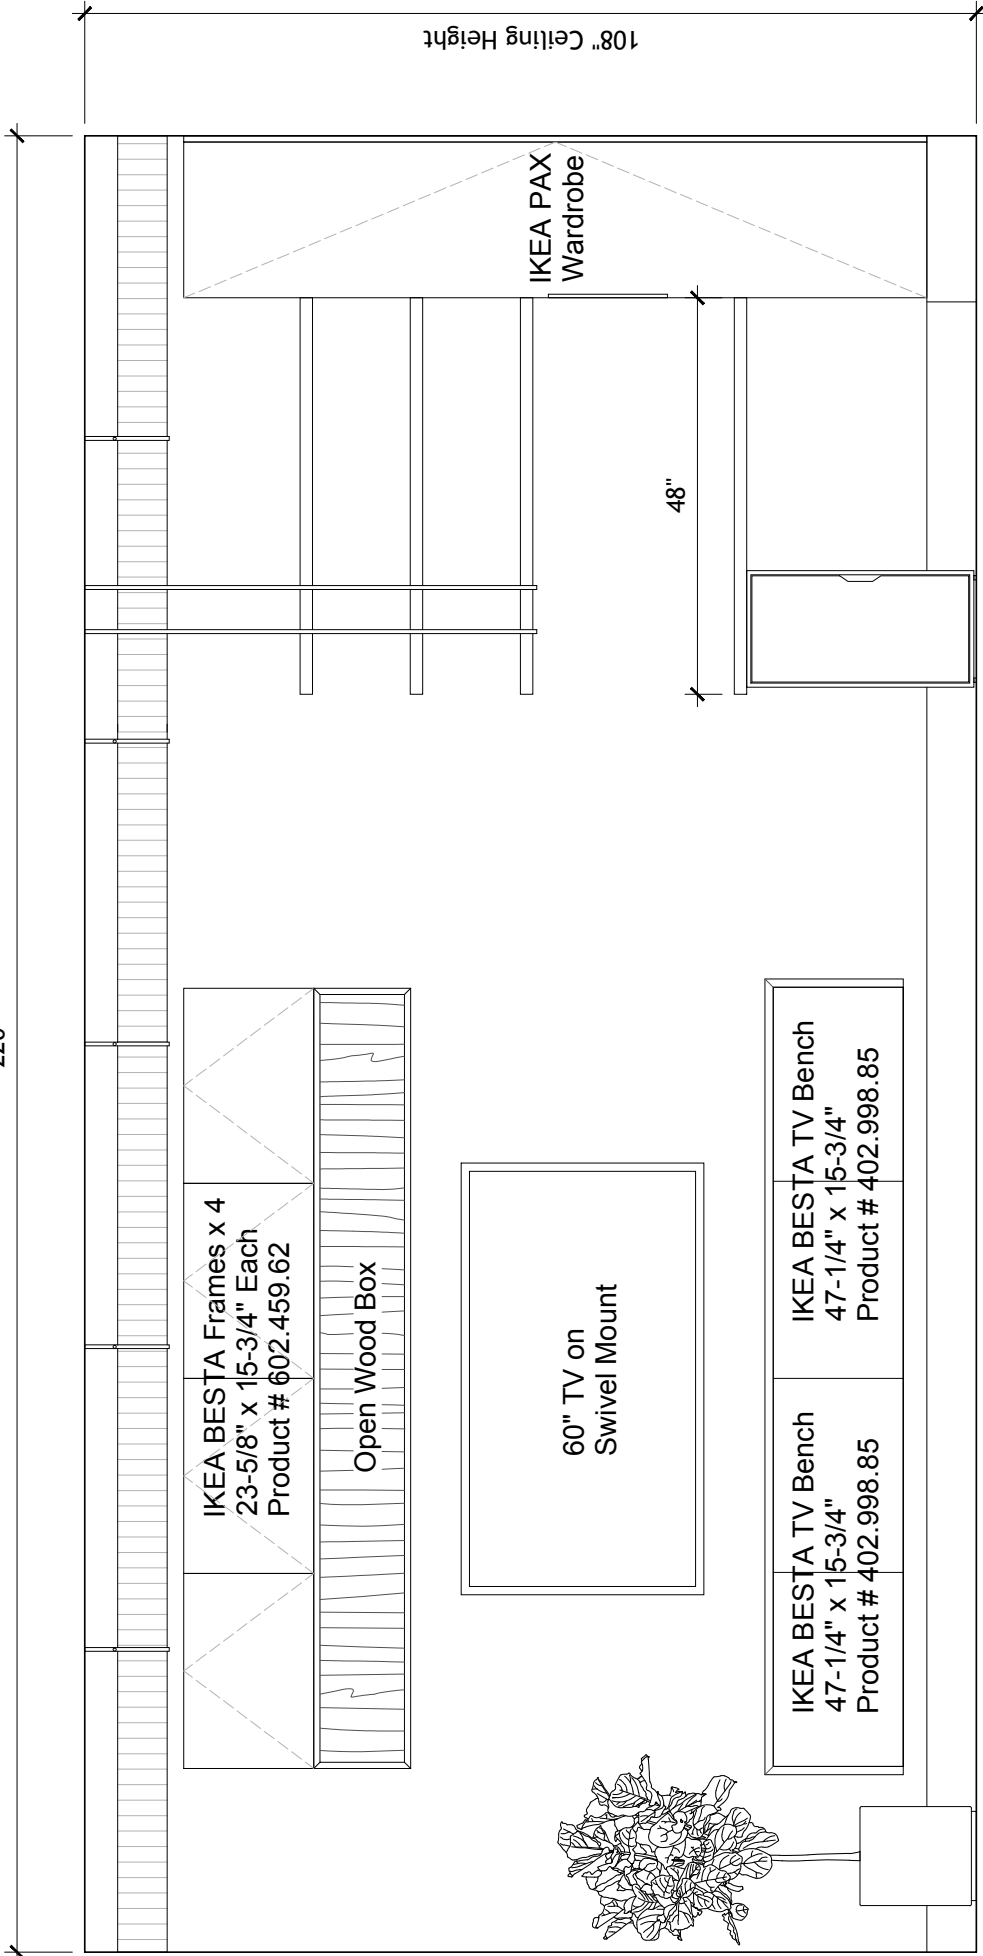 220"
IKEA BESTA Frames x 4
23-5/8" x 15-3/4" Each
Product # 602.459.62
Open Wood Box
60" TV on
Swivel Mount
IKEA BESTA TV Bench
47-1/4" x 15-3/4"
Product # 402.998.85
IKEA BESTA TV Bench
47-1/4" x 15-3/4"
Product # 402.998.85
48"
IKEA PAX
Wardrobe
108" Ceiling Height